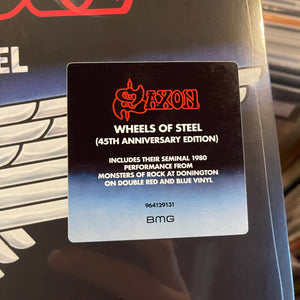 EEL
SAXON
WHEELS OF STEEL
(45TH ANNIVERSARY EDITION)
INCLUDES THEIR SEMINAL 1980
PERFORMANCE FROM
MONSTERS OF ROCK AT DONINGTON
ON DOUBLE RED AND BLUE VINYL
964129131
BMG